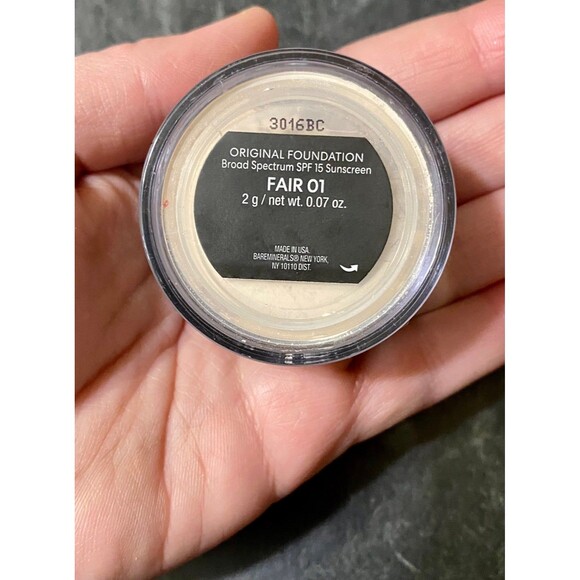 3016BC
ORIGINAL FOUNDATION
Broad Spectrum SPF 15 Sunscreen
FAIR 01
2 g / net wt. 0.07 oz.
MADE IN USA.
BAREMINERALS® NEW YORK,
NY 10110 DIST.